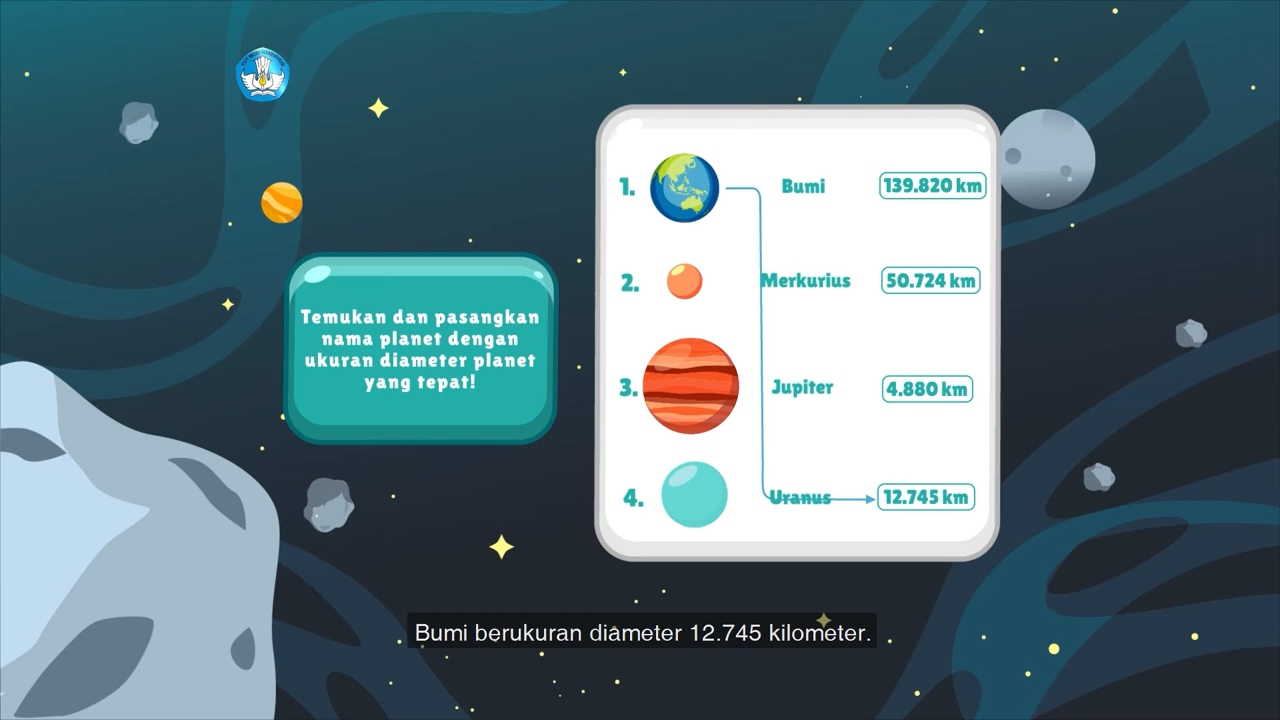 Temukan dan pasangkan
nama planet dengan
ukuran diameter planet
yang tepat!
1. Bumi 139.820 km
2. Merkurius 50.724 km
3. Jupiter 4.880 km
4. Uranus 12.745 km
Bumi berukuran diameter 12.745 kilometer.